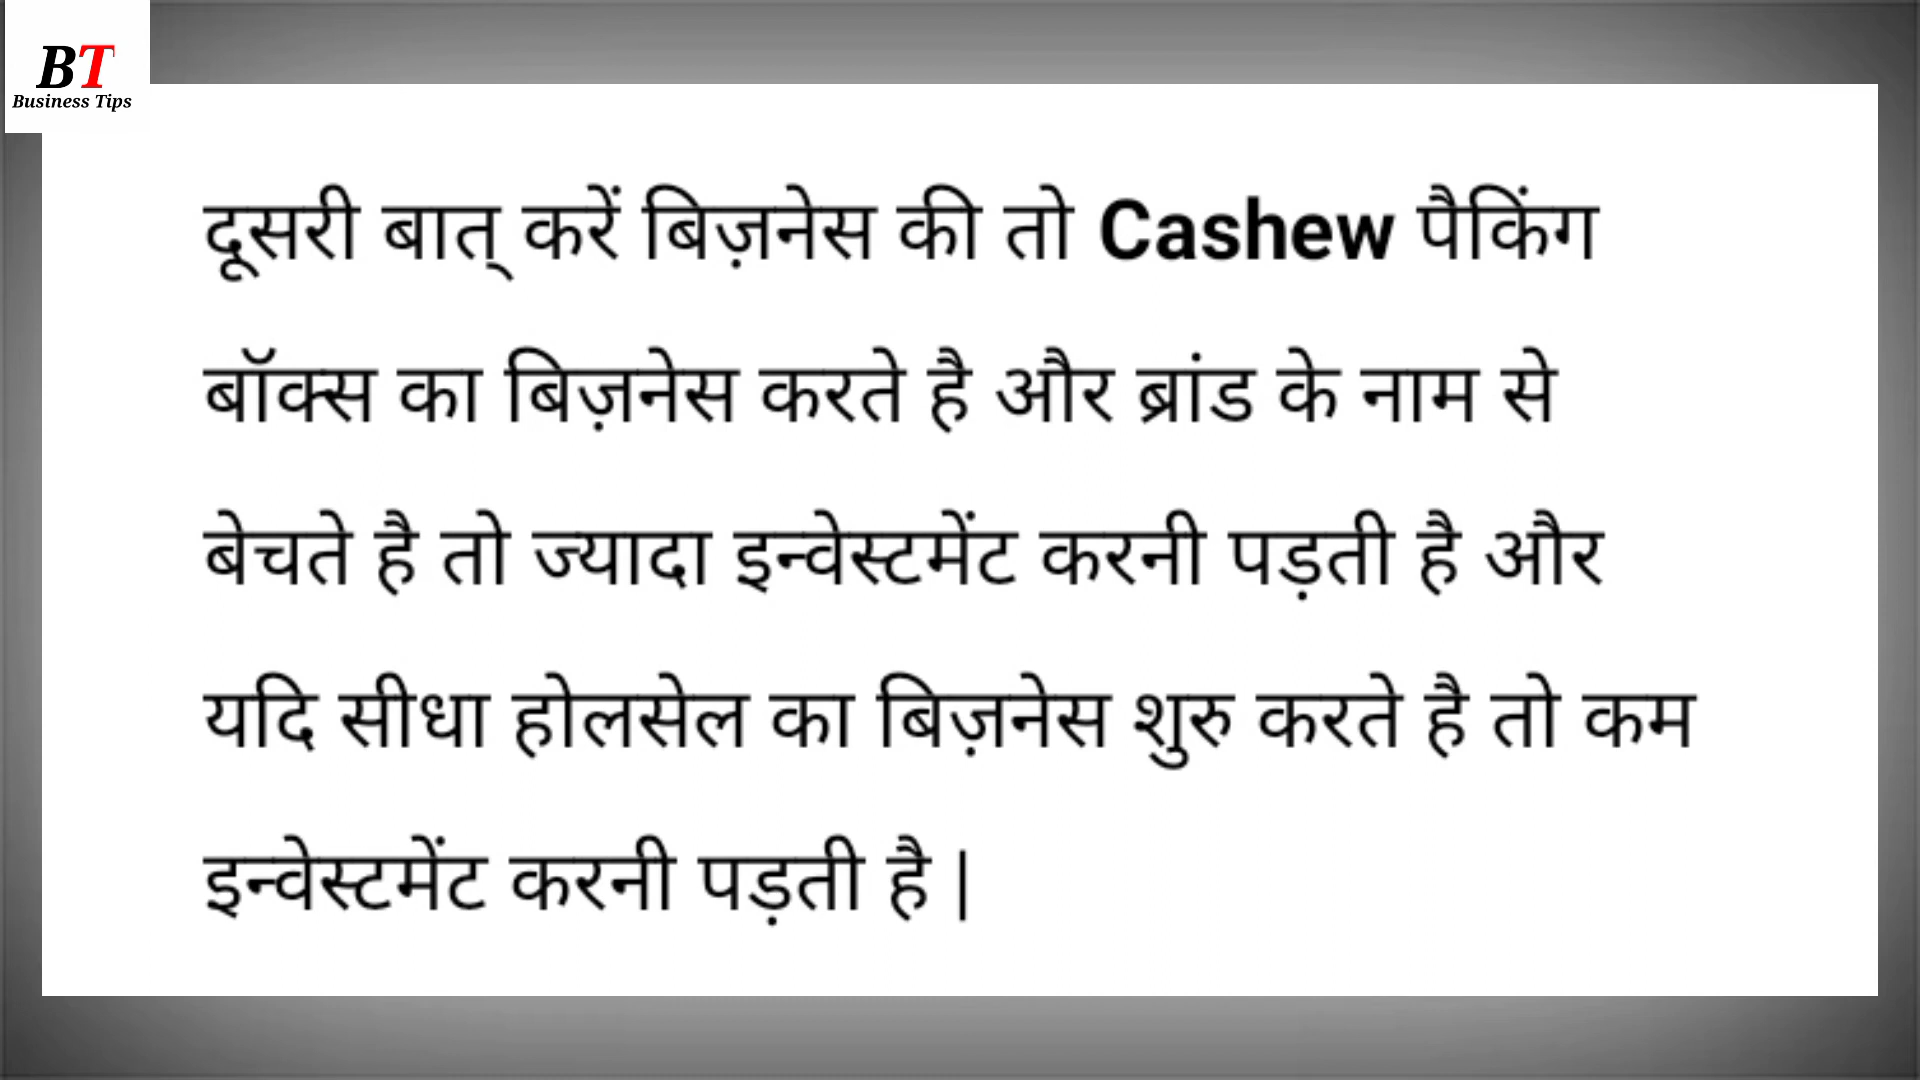 BT
Business Tips
दूसरी बात् करें बिज़नेस की तो Cashew पैकिंग
बॉक्स का बिज़नेस करते है और ब्रांड के नाम से
बेचते है तो ज्यादा इन्वेस्टमेंट करनी पड़ती है और
यदि सीधा होलसेल का बिज़नेस शुरु करते है तो कम
इन्वेस्टमेंट करनी पड़ती है |